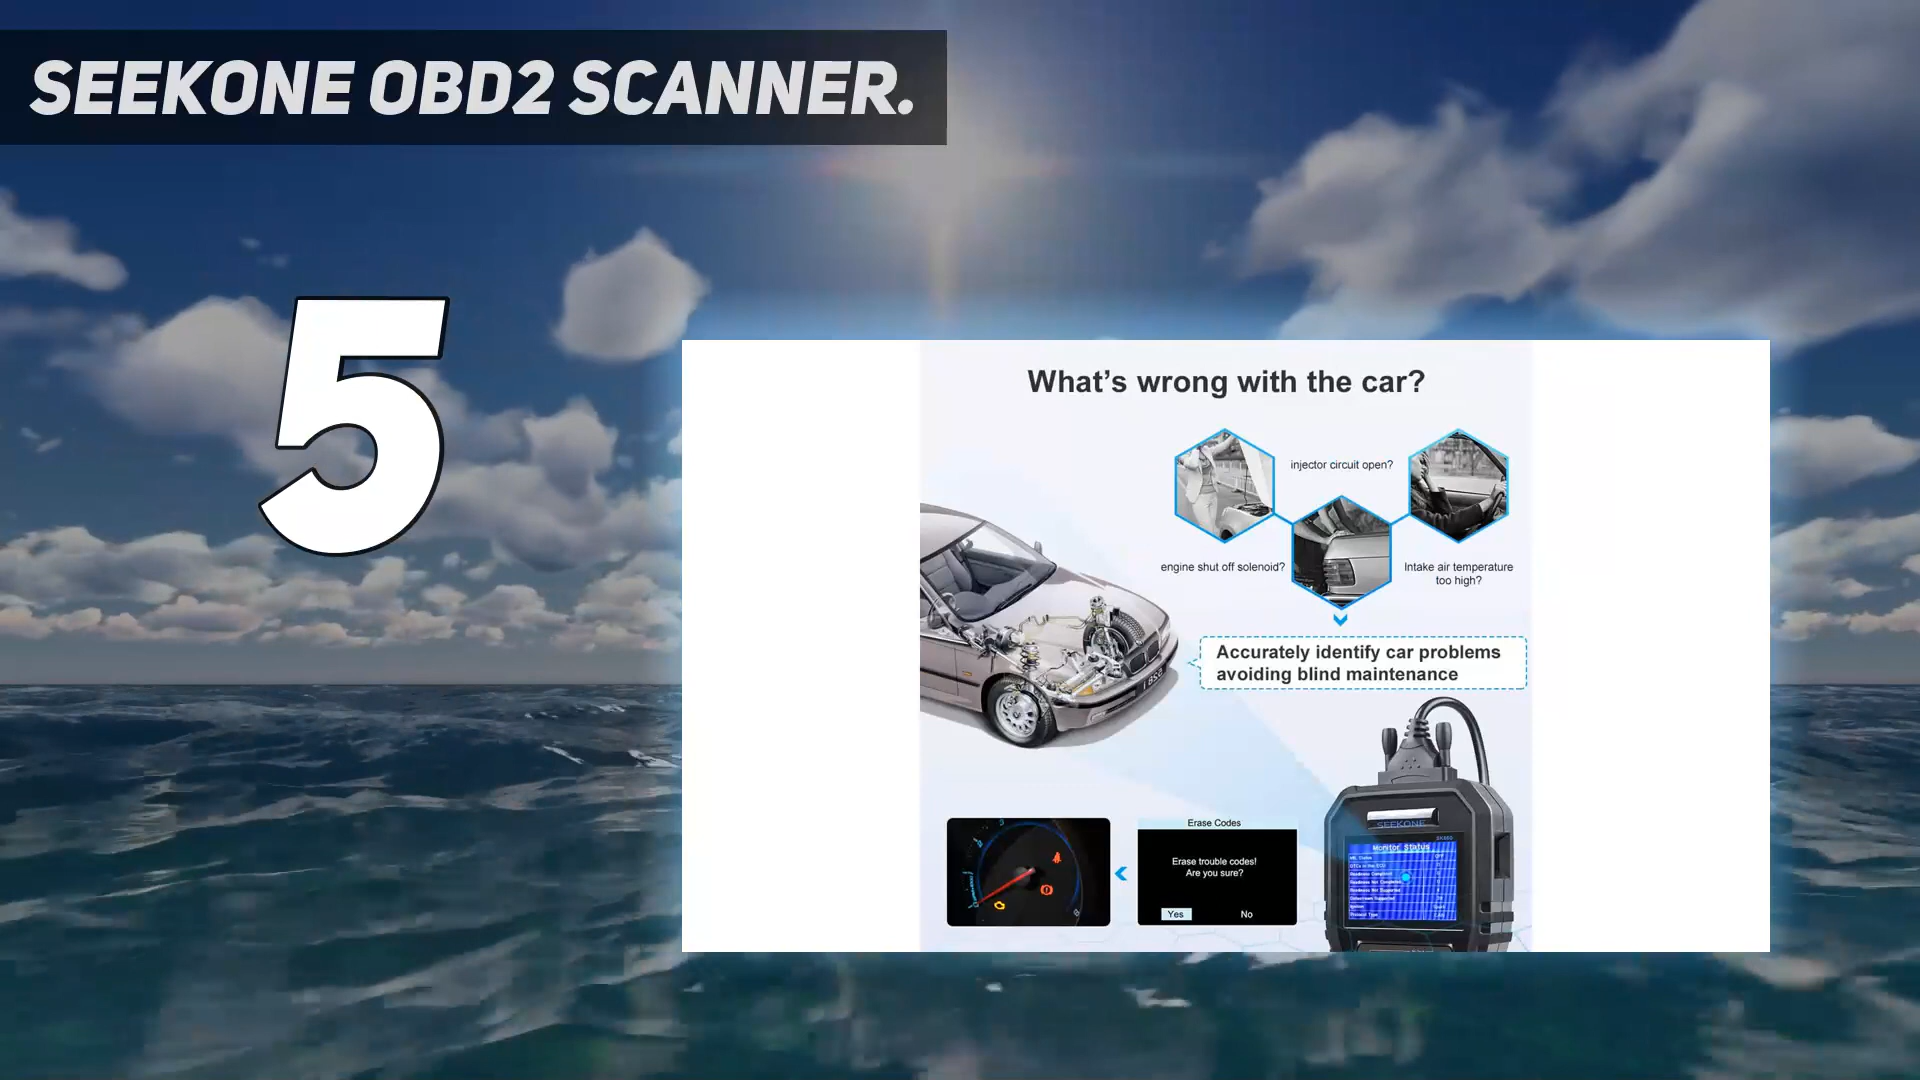 SEEKONE OBD2 SCANNER.
5
What's wrong with the car?
injector circuit open?
engine shut off solenoid?
Intake air temperature
too high?
Accurately identify car problems
avoiding blind maintenance
Erase Codes
Erase trouble codes!
Are you sure?
Yes
No
SEEKONE
Monitor Status